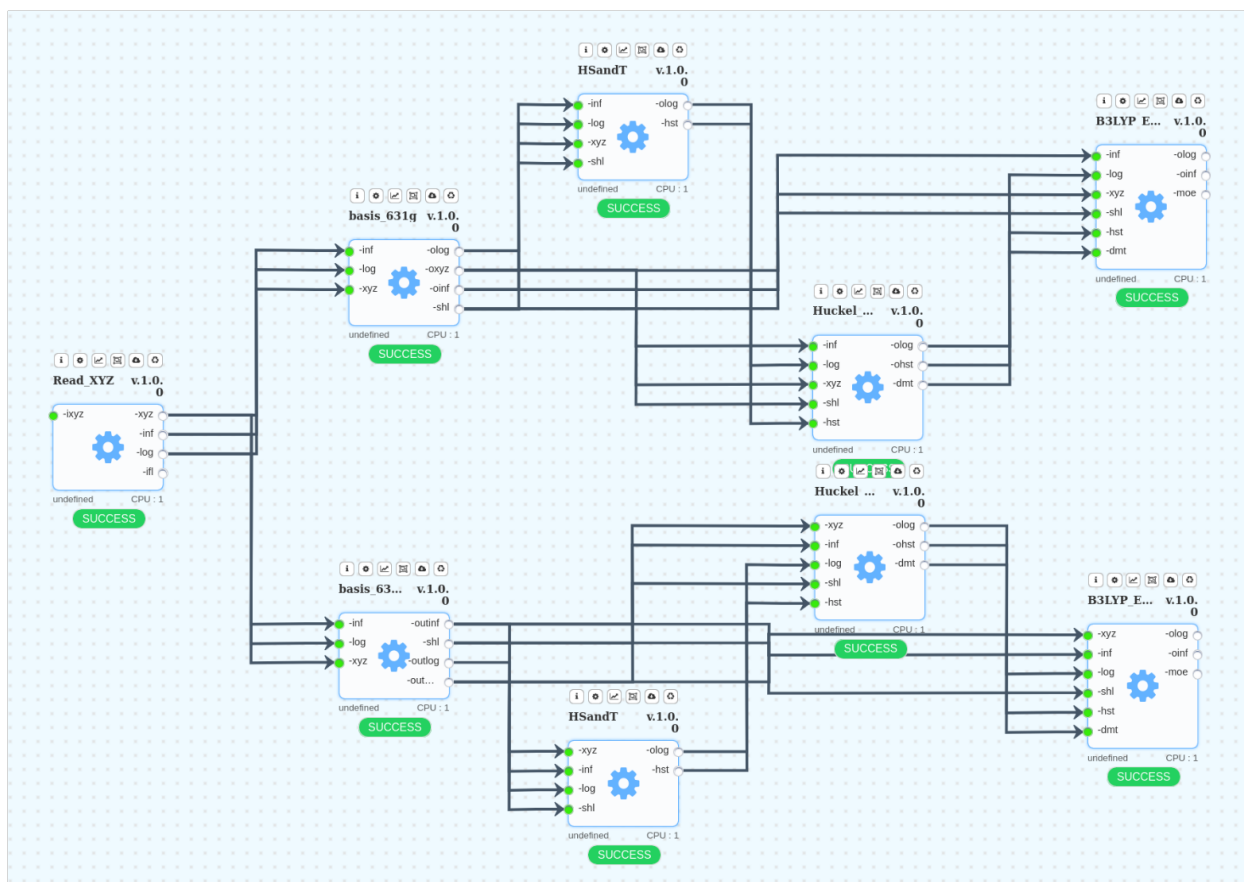 HSandT v.1.0.
0
-inf -olog
-log -hst
-xyz
-shl
undefined CPU : 1
SUCCESS
B3LYP_E... v.1.0.
0
-inf -olog
-log -oinf
-xyz -moe
-shl
-hst
-dmt
undefined CPU : 1
SUCCESS
basis_631g v.1.0.
0
-inf -olog
-log -oxyz
-xyz -oinf
-shl
undefined CPU : 1
SUCCESS
Huckel_... v.1.0.
0
-inf -olog
-log -ohst
-xyz -dmt
-shl
-hst
undefined CPU : 1
Read_XYZ v.1.0.
0
-ixyz -xyz
-inf
-log
-ifl
undefined CPU : 1
SUCCESS
Huckel_... v.1.0.
0
-xyz -olog
-inf -ohst
-log -dmt
-shl
-hst
undefined CPU : 1
SUCCESS
basis_63... v.1.0.
0
-inf -outinf
-log -shl
-xyz -outlog
-out...
undefined CPU : 1
SUCCESS
B3LYP_E... v.1.0.
0
-xyz -olog
-inf -oinf
-log -moe
-shl
-hst
-dmt
undefined CPU : 1
SUCCESS
HSandT v.1.0.
0
-xyz -olog
-inf -hst
-log
-shl
undefined CPU : 1
SUCCESS